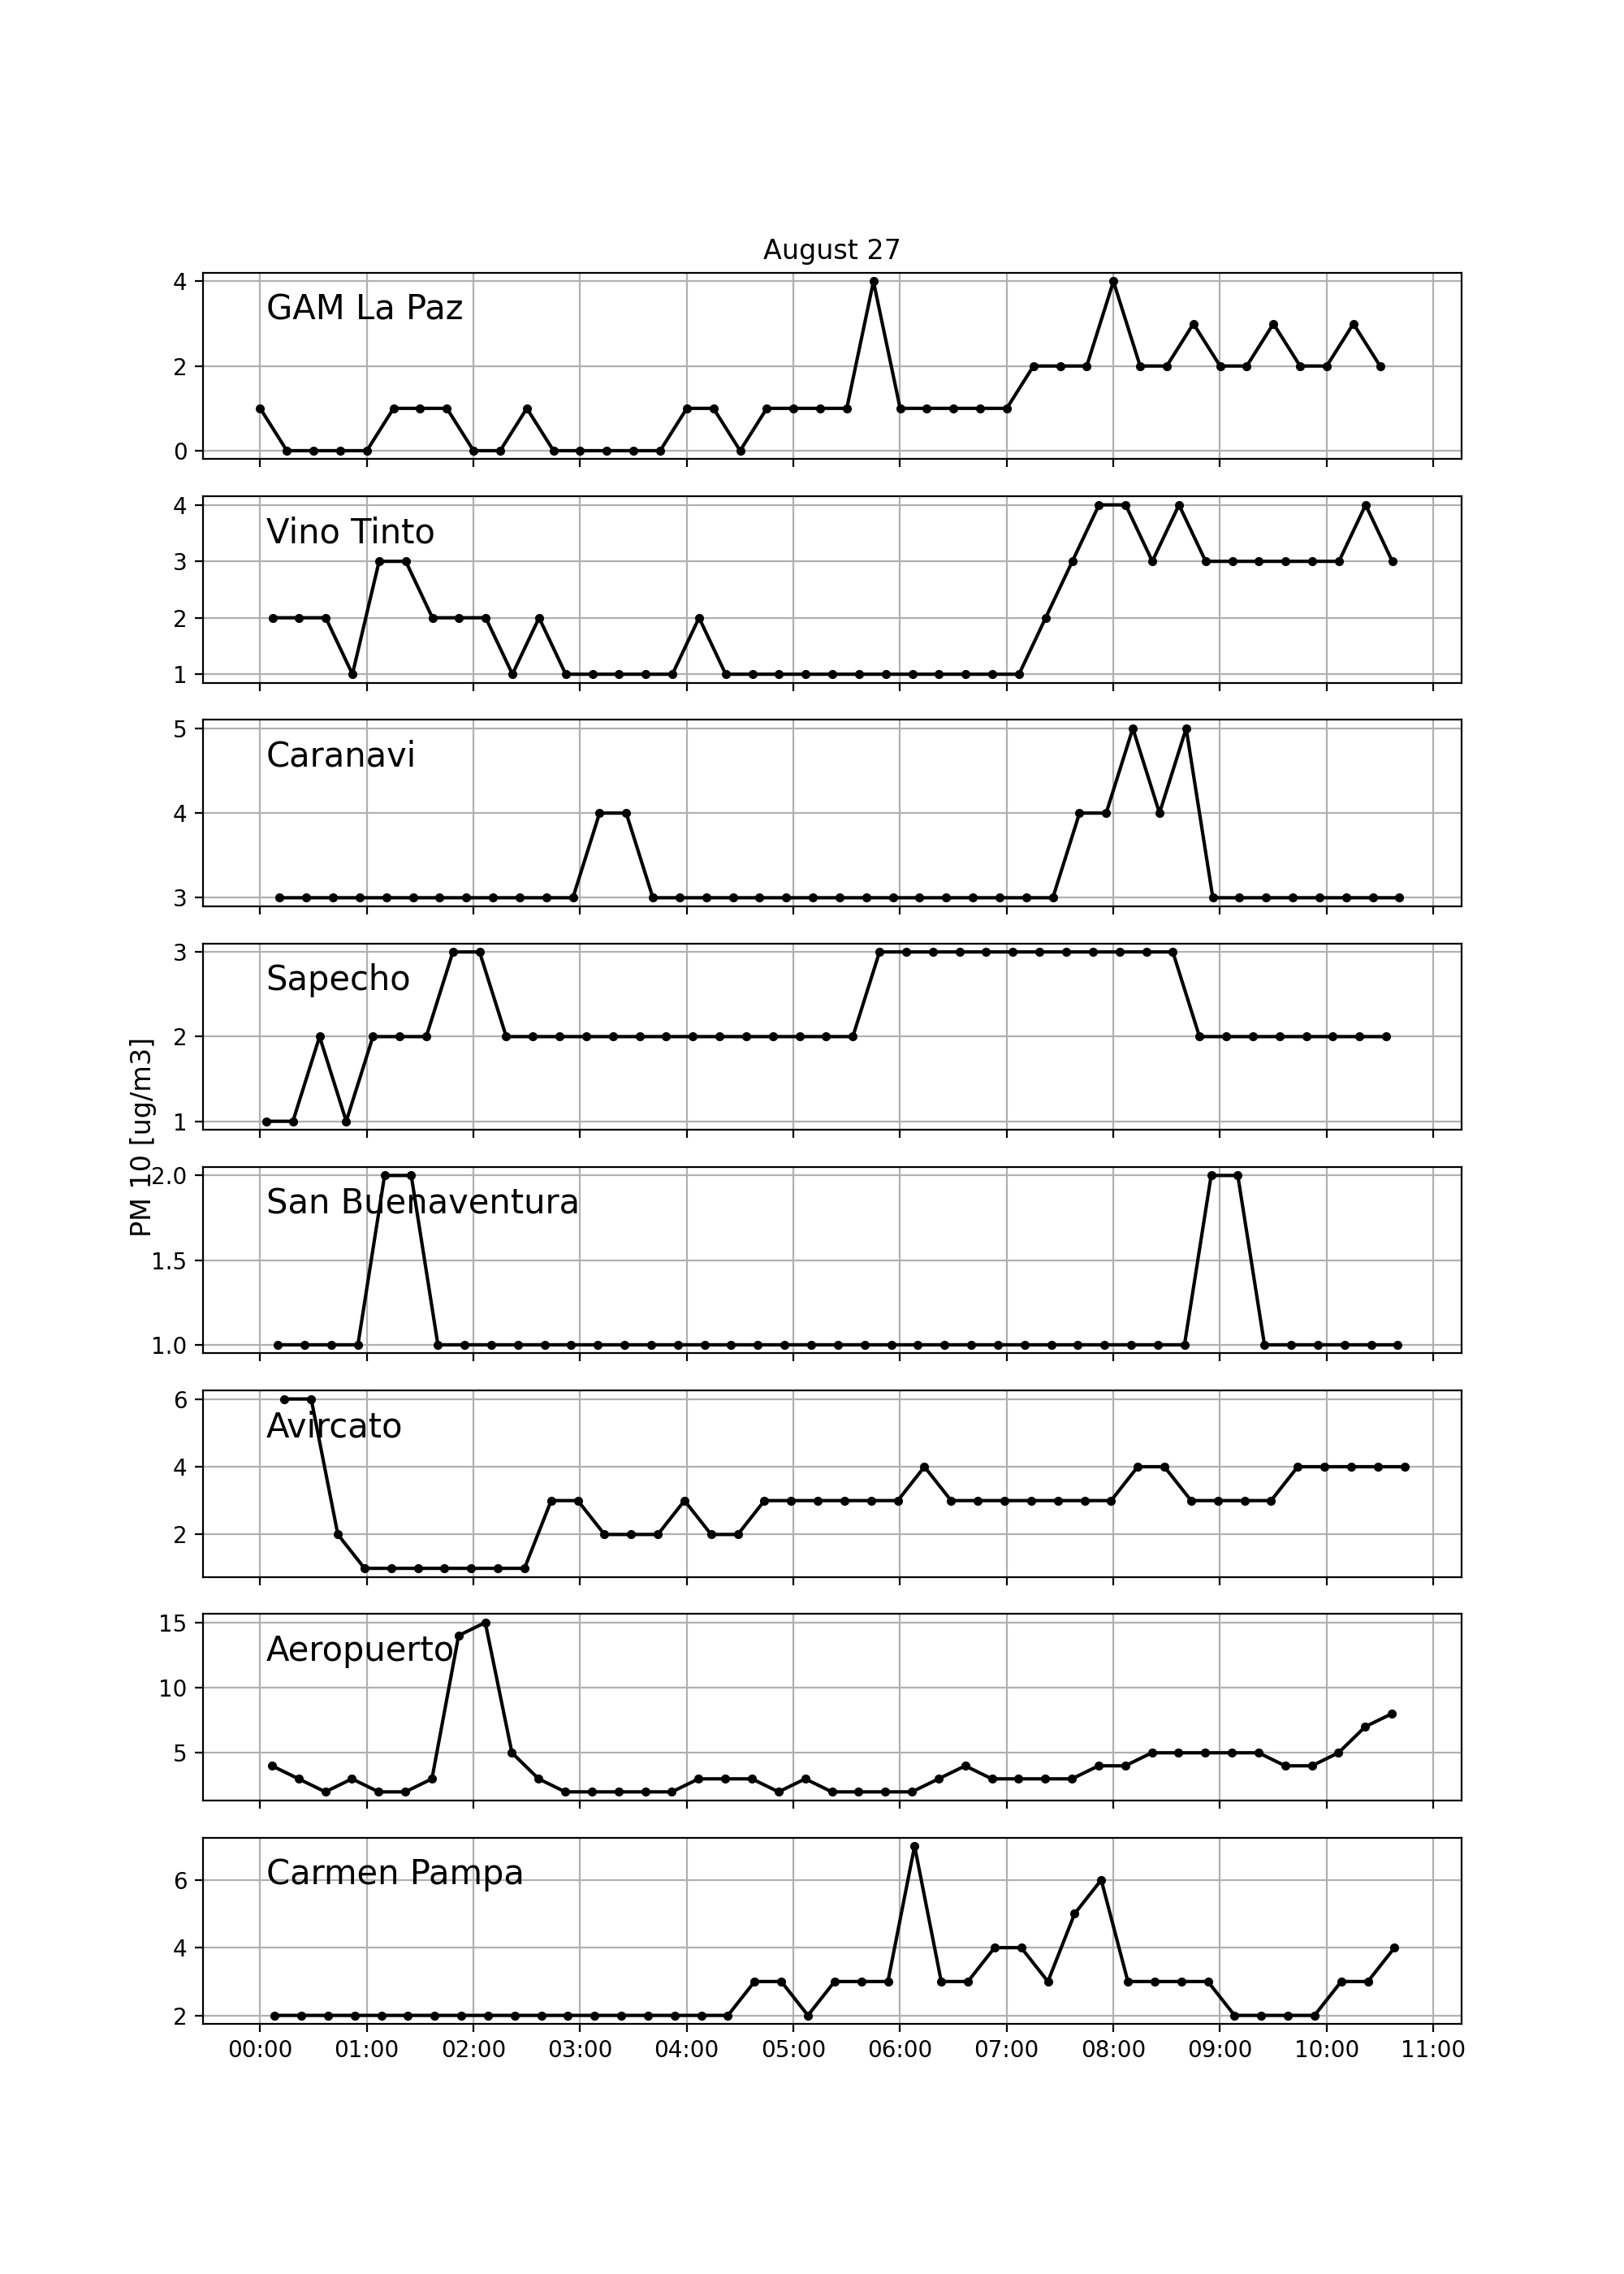 August 27
4
GAM La Paz
2
0
4
Vino Tinto
3
2
1
5
Caranavi
4
3
3
Sapecho
2
1
PM 10 [ug/m3]
2.0
San Buenaventura
1.5
1.0
6
Avircato
4
2
15
Aeropuerto
10
5
Carmen Pampa
6
4
2
00:00 01:00 02:00 03:00 04:00 05:00 06:00 07:00 08:00 09:00 10:00 11:00